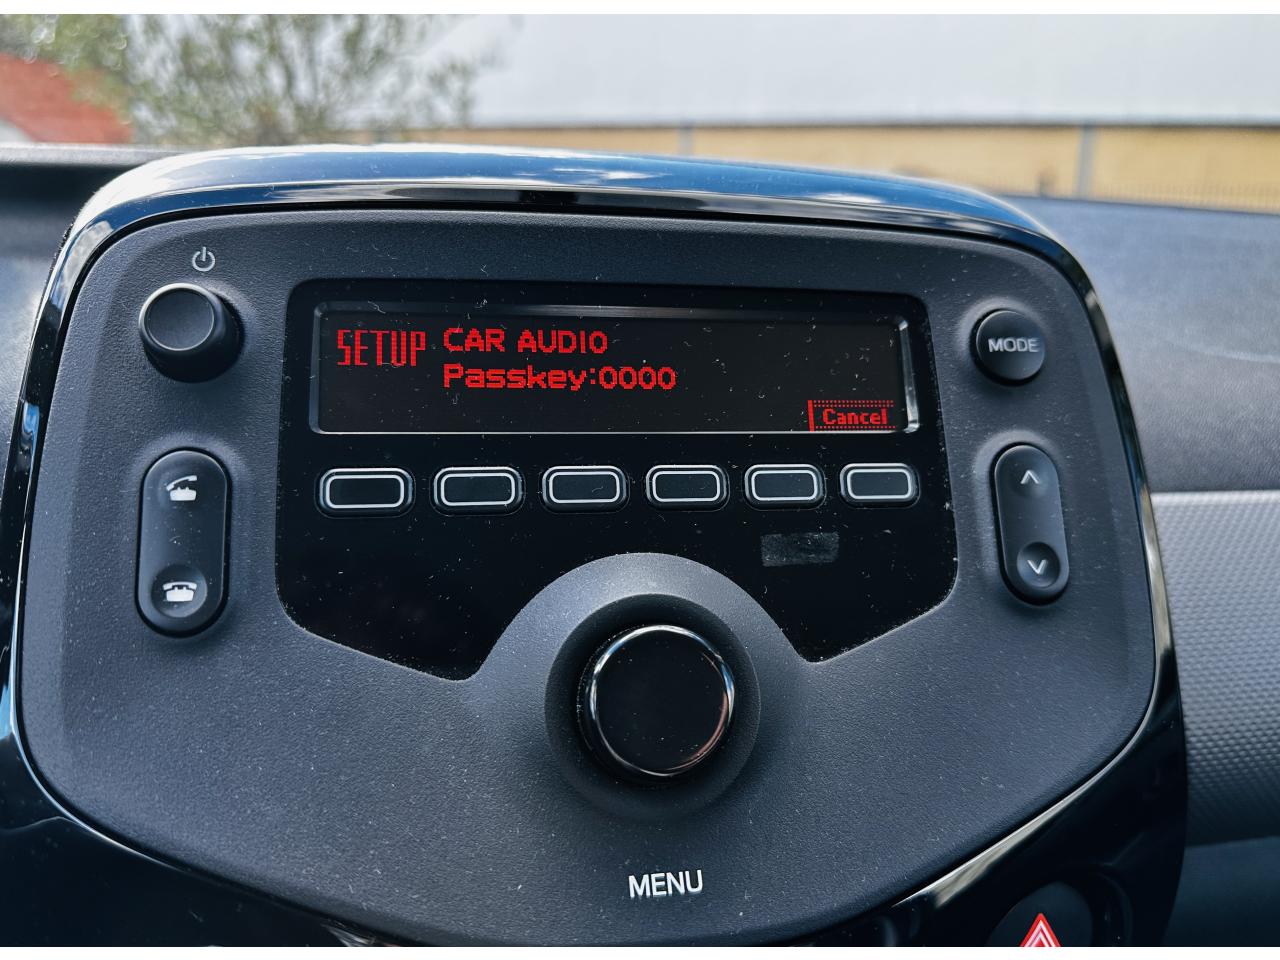 SETUP CAR AUDIO
Passkey:0000
Cancel
MODE
MENU